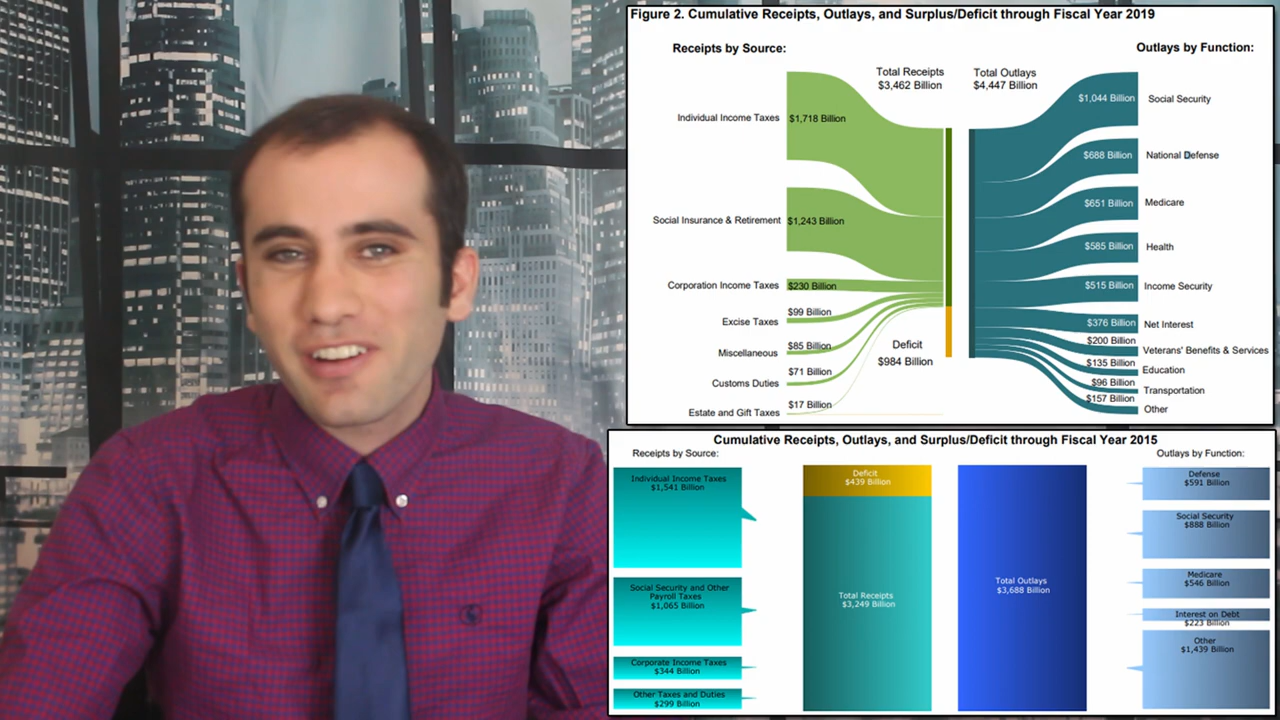 Figure 2. Cumulative Receipts, Outlays, and Surplus/Deficit through Fiscal Year 2019
Receipts by Source:
Outlays by Function:
Total Receipts
$3,462 Billion
Total Outlays
$4,447 Billion
Individual Income Taxes
$1,718 Billion
Social Insurance & Retirement
$1,243 Billion
Corporation Income Taxes
$230 Billion
Excise Taxes
$99 Billion
Miscellaneous
$85 Billion
Customs Duties
$71 Billion
Estate and Gift Taxes
$17 Billion
Deficit
$984 Billion
$1,044 Billion
Social Security
$688 Billion
National Defense
$651 Billion
Medicare
$585 Billion
Health
$515 Billion
Income Security
$376 Billion
Net Interest
$200 Billion
Veterans' Benefits & Services
$135 Billion
Education
$96 Billion
Transportation
$157 Billion
Other
Cumulative Receipts, Outlays, and Surplus/Deficit through Fiscal Year 2015
Receipts by Source:
Outlays by Function:
Individual Income Taxes
$1,541 Billion
Social Security and Other
Payroll Taxes
$1,065 Billion
Corporate Income Taxes
$344 Billion
Other Taxes and Duties
$299 Billion
Deficit
$439 Billion
Total Receipts
$3,249 Billion
Total Outlays
$3,688 Billion
Defense
$591 Billion
Social Security
$888 Billion
Medicare
$546 Billion
Interest on Debt
$223 Billion
Other
$1,439 Billion